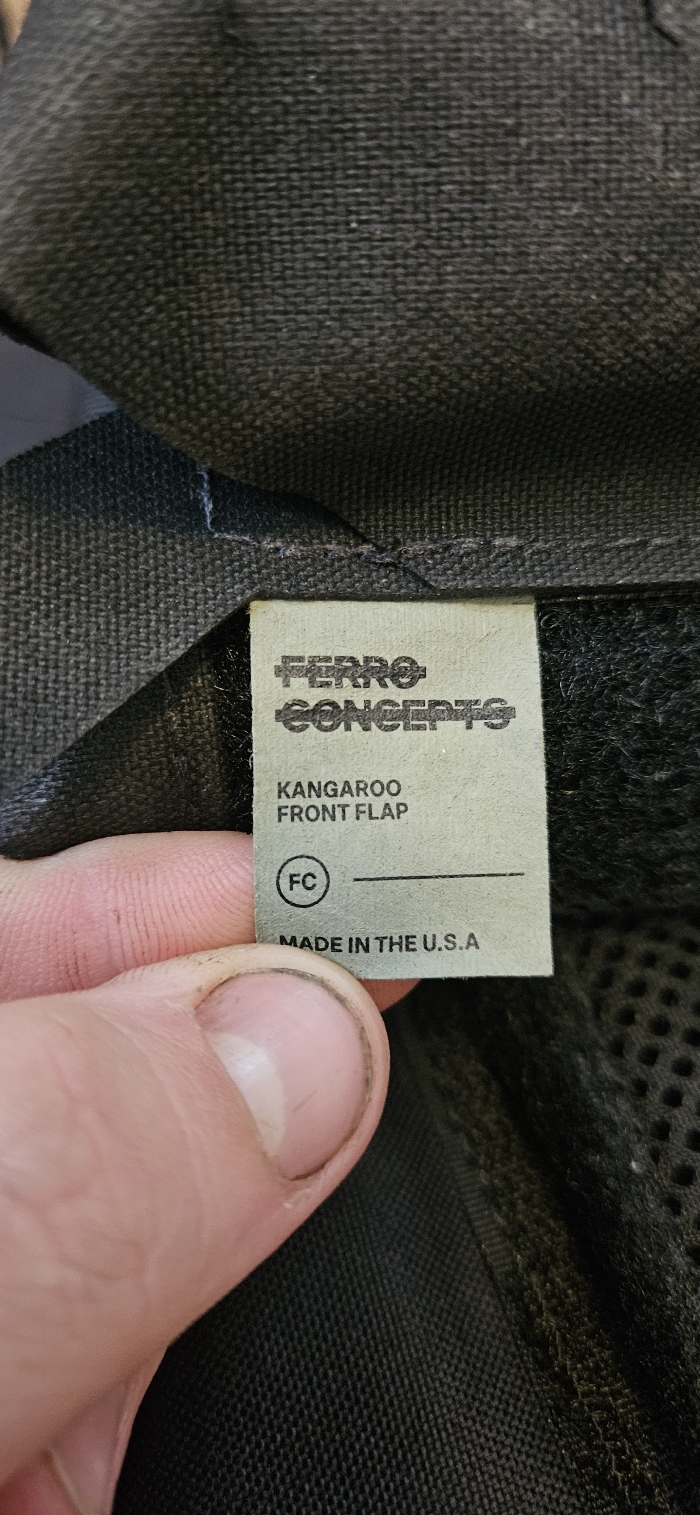 FERRO
CONCEPTS
KANGAROO
FRONT FLAP
FC
MADE IN THE U.S.A